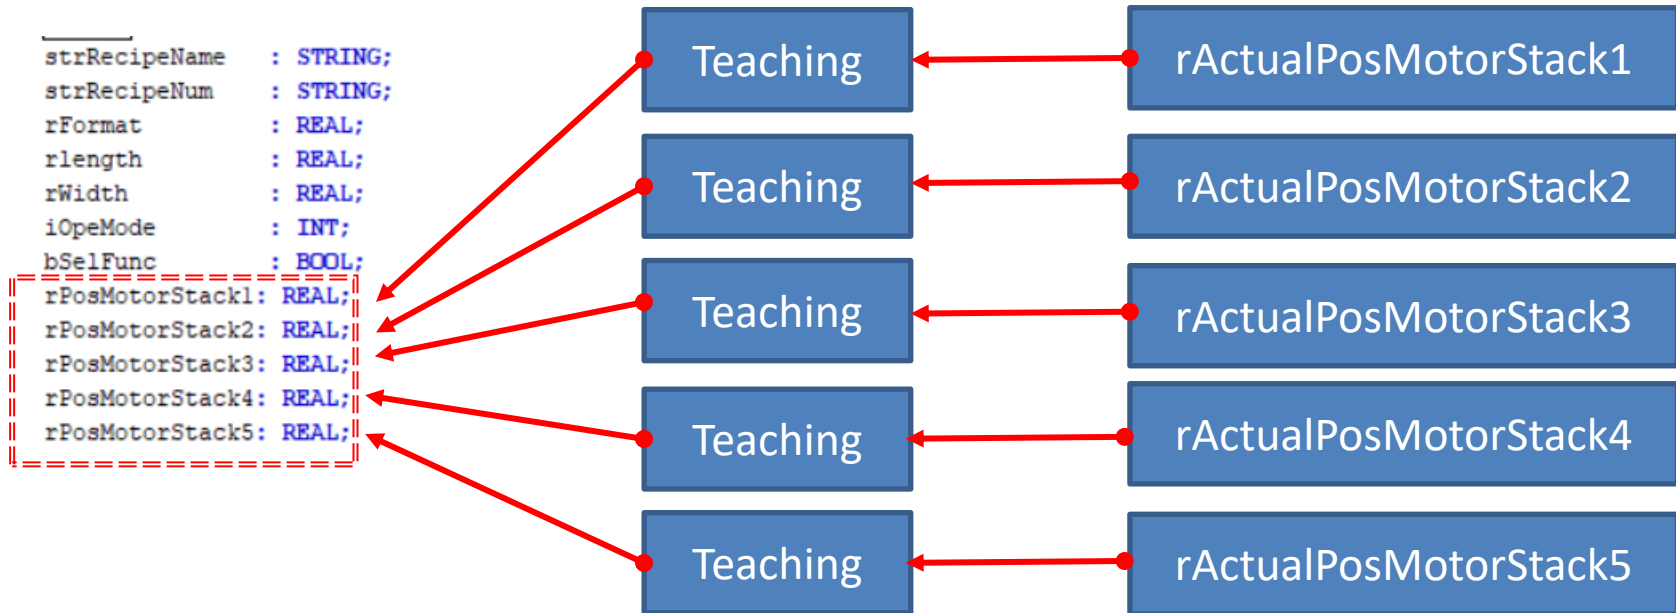 strRecipeName : STRING;
strRecipeNum : STRING;
rFormat : REAL;
rlength : REAL;
rWidth : REAL;
iOpeMode : INT;
bSelFunc : BOOL;
rPosMotorStack1: REAL;
rPosMotorStack2: REAL;
rPosMotorStack3: REAL;
rPosMotorStack4: REAL;
rPosMotorStack5: REAL;
Teaching
rActualPosMotorStack1
Teaching
rActualPosMotorStack2
Teaching
rActualPosMotorStack3
Teaching
rActualPosMotorStack4
Teaching
rActualPosMotorStack5